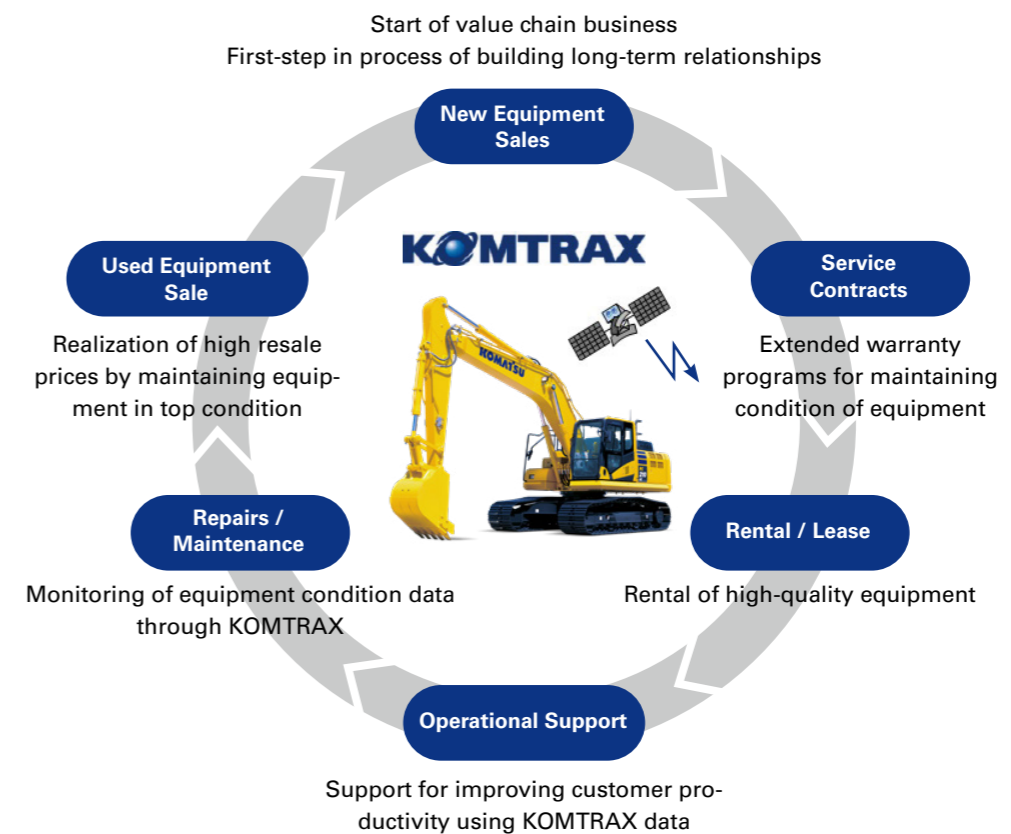 Start of value chain business
First-step in process of building long-term relationships
New Equipment
Sales
KOMTRAX
Used Equipment
Sale
Realization of high resale
prices by maintaining equip-
ment in top condition
Service
Contracts
Extended warranty
programs for maintaining
condition of equipment
KOMATSU
Repairs /
Maintenance
Monitoring of equipment condition data
through KOMTRAX
Rental / Lease
Rental of high-quality equipment
Operational Support
Support for improving customer pro-
ductivity using KOMTRAX data